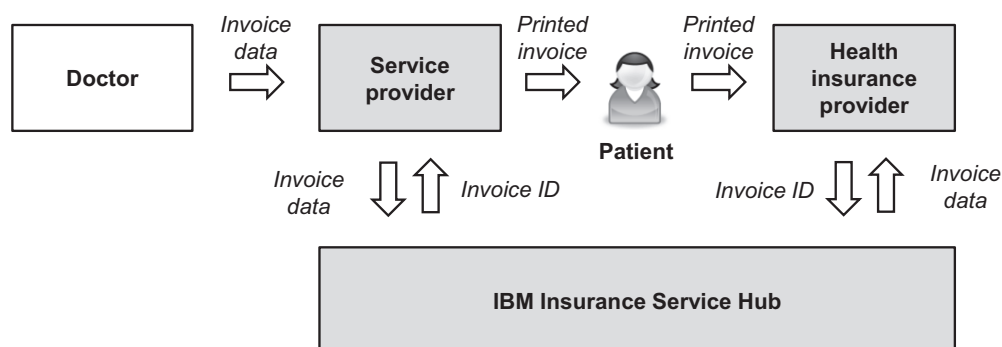 Invoice
data
Printed
invoice
Printed
invoice
Doctor
Service
provider
Health
insurance
provider
Patient
Invoice
data
Invoice ID
Invoice ID
Invoice
data
IBM Insurance Service Hub